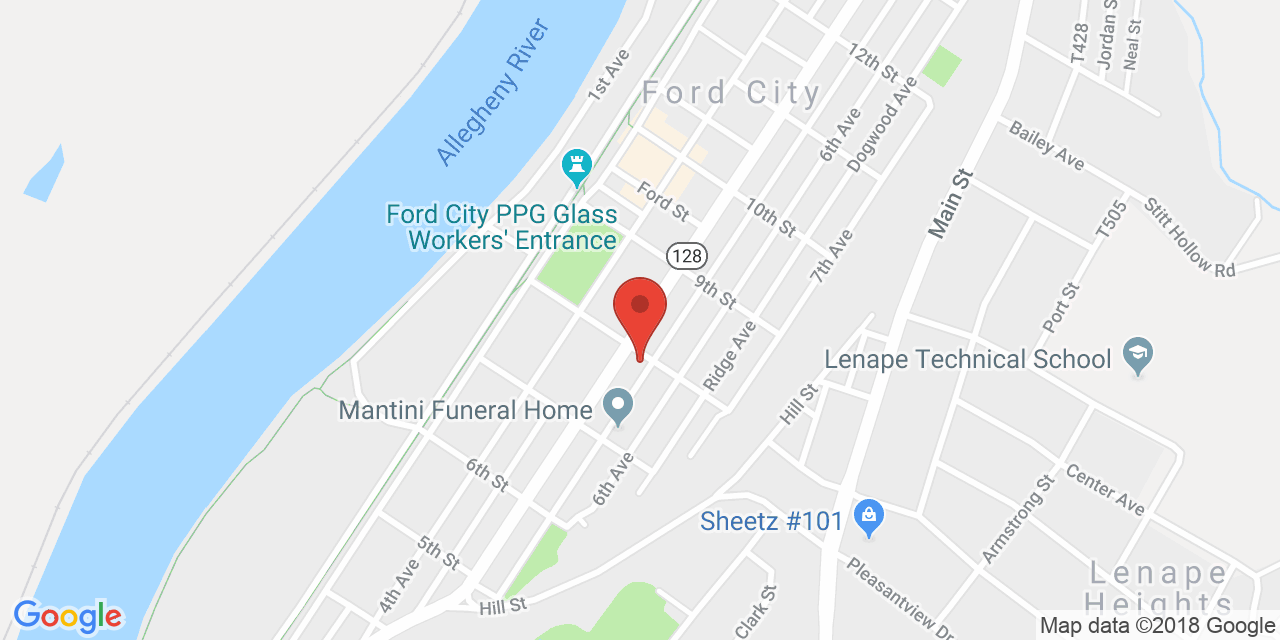 Allegheny River
1st Ave
Ford City
12th St
T428
Jordan S
Neal St
6th Ave
Dogwood Ave
Bailey Ave
Main St
Ford St
10th St
T505
Stitt Hollow Rd
Ford City PPG Glass
Workers' Entrance
128
7th Ave
9th St
Port St
Ridge Ave
Lenape Technical School
Hill St
Mantini Funeral Home
6th St
6th Ave
Center Ave
Armstrong St
Sheetz #101
5th St
4th Ave
Hill St
Clark St
Pleasantview Dr
Lenape
Heights
Google
Map data ©2018 Google